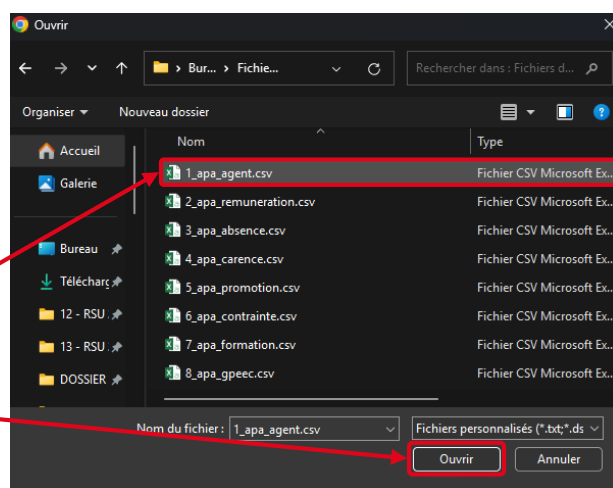 Ouvrir
Bur... > Fichie...
Rechercher dans : Fichiers d...
Organiser
Nouveau dossier
Nom
Type
Accueil
Galerie
Bureau
Télécharg
12 - RSU
13 - RSU
DOSSIER
1_apa_agent.csv
Fichier CSV Microsoft Ex...
2_apa_remuneration.csv
Fichier CSV Microsoft Ex...
3_apa_absence.csv
Fichier CSV Microsoft Ex...
4_apa_carence.csv
Fichier CSV Microsoft Ex...
5_apa_promotion.csv
Fichier CSV Microsoft Ex...
6_apa_contrainte.csv
Fichier CSV Microsoft Ex...
7_apa_formation.csv
Fichier CSV Microsoft Ex...
8_apa_gpeec.csv
Fichier CSV Microsoft Ex...
Nom du fichier :
1_apa_agent.csv
Fichiers personnalisés (*.txt;*.ds
Ouvrir
Annuler